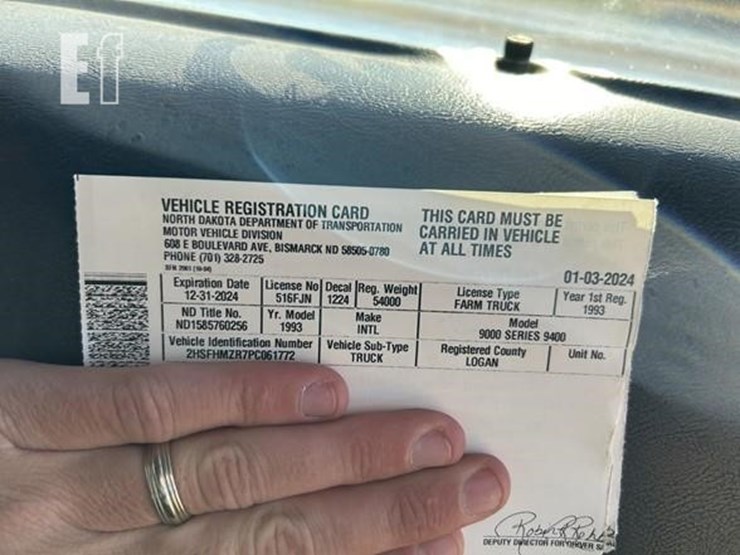 Ef
VEHICLE REGISTRATION CARD
NORTH DAKOTA DEPARTMENT OF TRANSPORTATION
MOTOR VEHICLE DIVISION
608 E BOULEVARD AVE, BISMARCK ND 58505-0780
PHONE (701) 328-2725
THIS CARD MUST BE
CARRIED IN VEHICLE
AT ALL TIMES
01-03-2024
Expiration Date
12-31-2024
License No
516FJN
Decal
1224
Reg. Weight
54000
License Type
FARM TRUCK
Year 1st Reg.
1993
ND Title No.
ND1585760256
Yr. Model
1993
Make
INTL
Model
9000 SERIES 9400
Vehicle Identification Number
2HSFHMZR7PC061772
Vehicle Sub-Type
TRUCK
Registered County
LOGAN
Unit No.
DEPUTY DIRECTOR FOR DRIVER